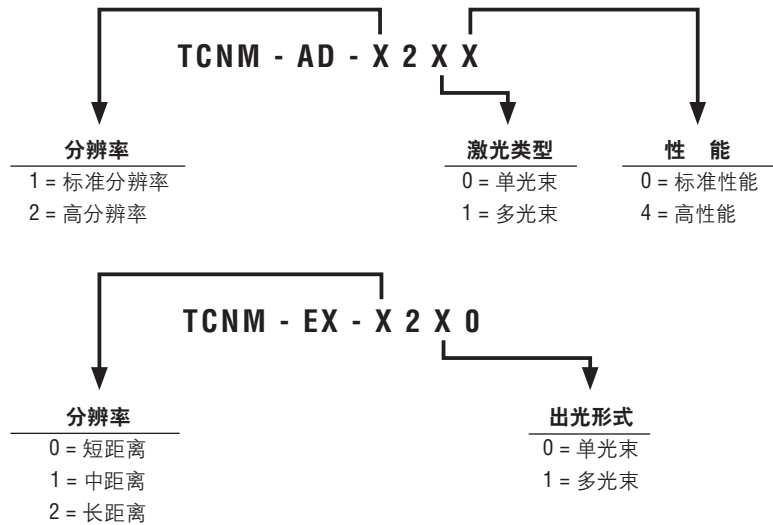 TCNM - AD - X 2 X X
分辨率
1 = 标准分辨率
2 = 高分辨率
激光类型
0 = 单光束
1 = 多光束
性 能
0 = 标准性能
4 = 高性能
TCNM - EX - X 2 X 0
分辨率
0 = 短距离
1 = 中距离
2 = 长距离
出光形式
0 = 单光束
1 = 多光束